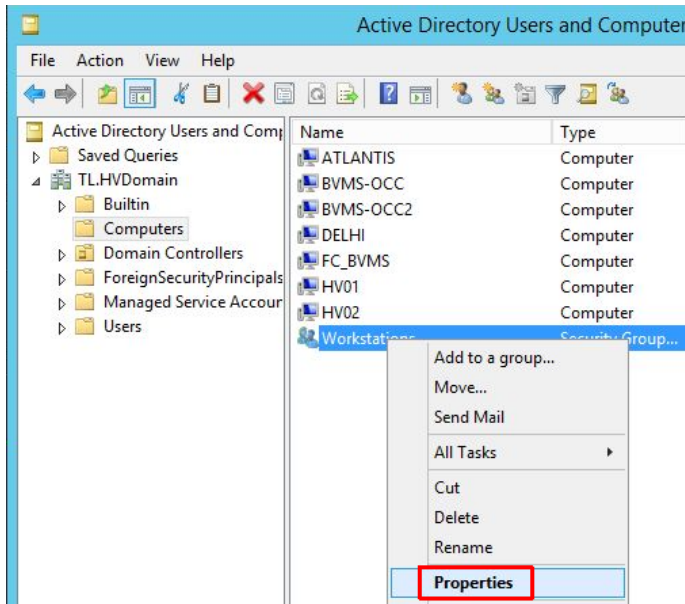 Active Directory Users and Computer
File Action View Help
Active Directory Users and Comp
Saved Queries
TL.HVDomain
Builtin
Computers
Domain Controllers
ForeignSecurityPrincipals
Managed Service Accour
Users
Name Type
ATLANTIS Computer
BVMS-OCC Computer
BVMS-OCC2 Computer
DELHI Computer
FC_BVMS Computer
HV01 Computer
HV02 Computer
Workstations Security Group...
Add to a group...
Move...
Send Mail
All Tasks
Cut
Delete
Rename
Properties